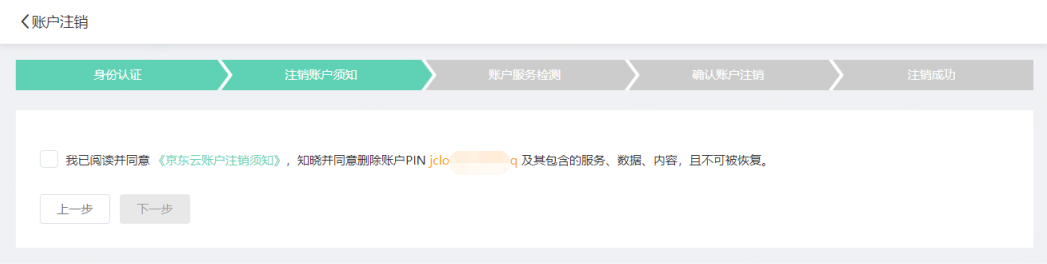 账户注销
身份认证 注销账户须知 账户服务检测 确认账户注销 注销成功
我已阅读并同意 《京东云账户注销须知》, 知晓并同意删除账户PIN jclo q 及其包含的服务、数据、内容，且不可被恢复。
上一步 下一步